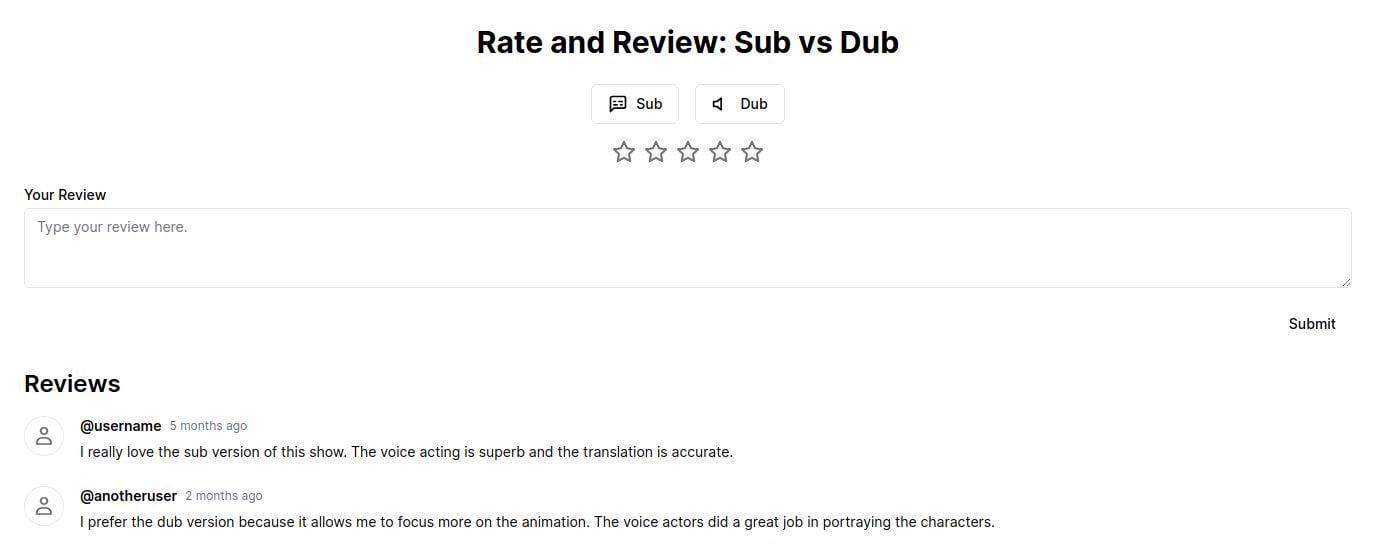 Rate and Review: Sub vs Dub
Sub
Dub
Your Review
Type your review here.
Submit
Reviews
@username 5 months ago
I really love the sub version of this show. The voice acting is superb and the translation is accurate.
@anotheruser 2 months ago
I prefer the dub version because it allows me to focus more on the animation. The voice actors did a great job in portraying the characters.